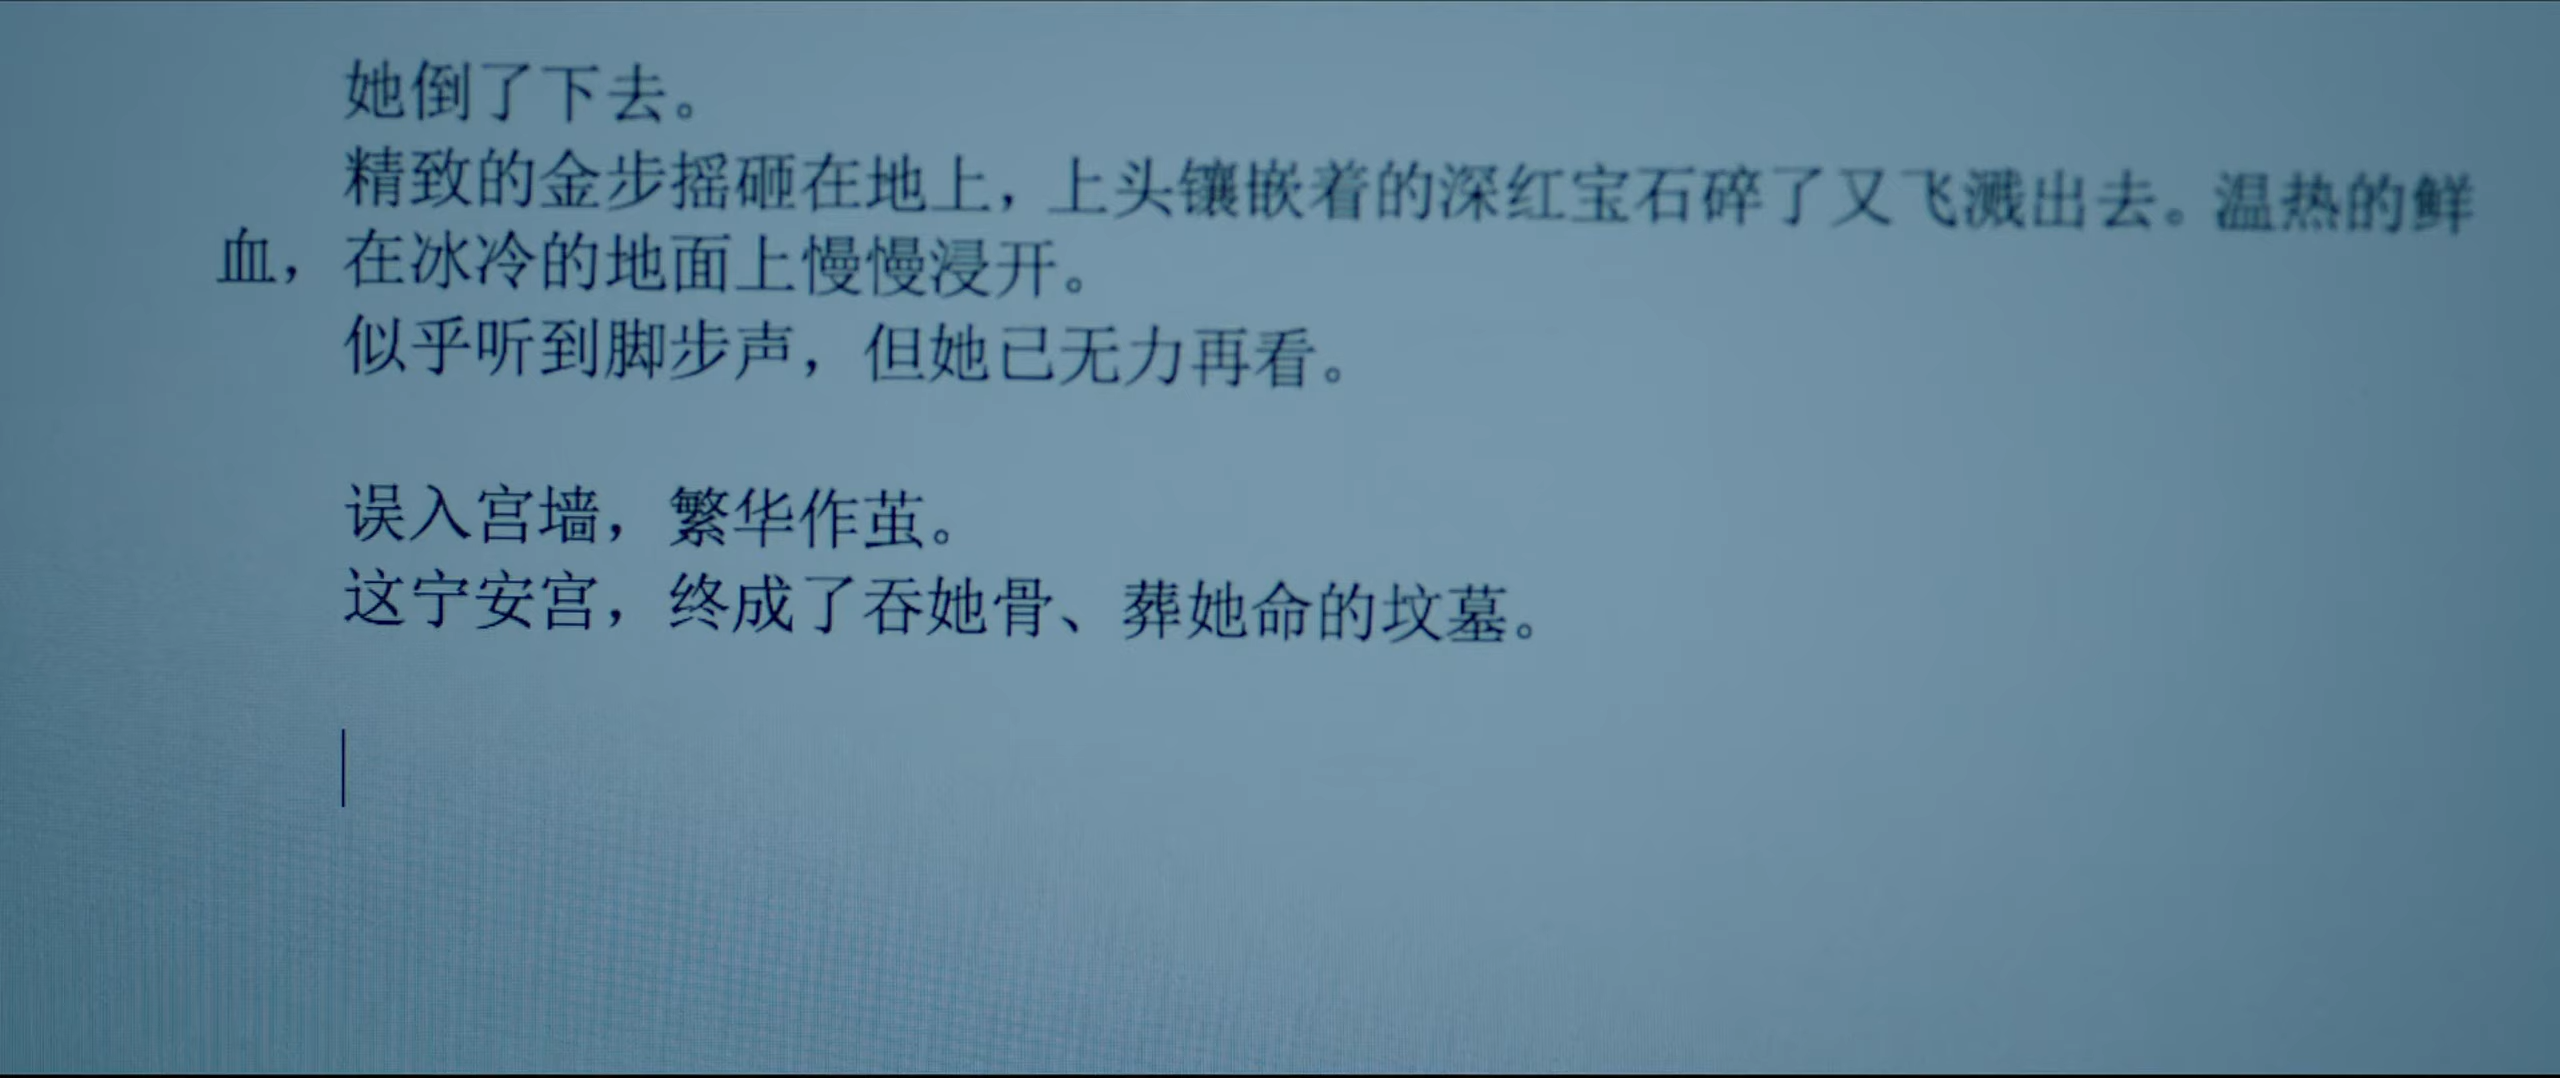 她倒了下去。
精致的金步摇砸在地上，上头镶嵌着的深红宝石碎了又飞溅出去。温热的鲜
血，在冰冷的地面上慢慢浸开。
似乎听到脚步声，但她已无力再看。
误入宫墙，繁华作茧。
这宁安宫，终成了吞她骨、葬她命的坟墓。